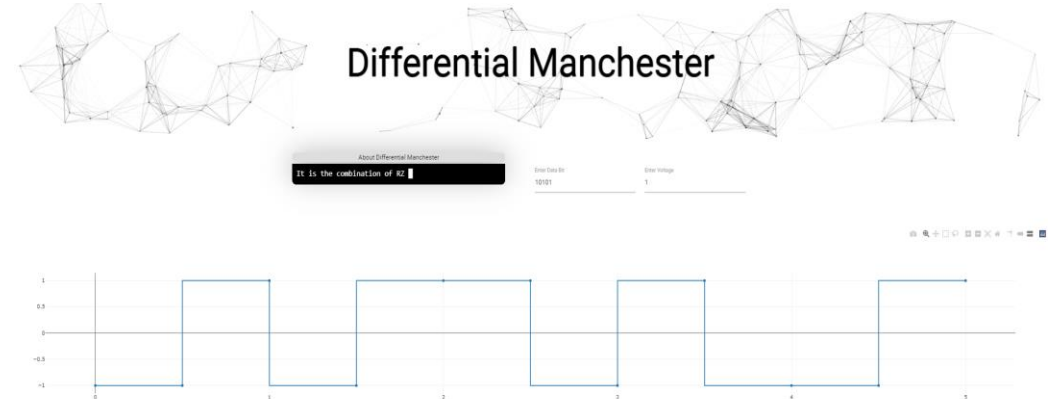 Differential Manchester
About Differential Manchester
It is the combination of RZ
Enter Data Bit
Enter Voltage
10101
1
1
0.5
0
−0.5
−1
0
1
2
3
4
5